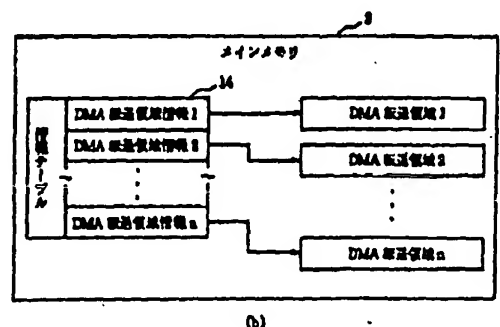 3
メインメモリ
14
DMA 転送領域情報 1
DMA 転送領域 1
DMA 転送領域情報 2
DMA 転送領域 2
テーブル
DMA 転送領域情報 n
DMA 転送領域 n
(b)